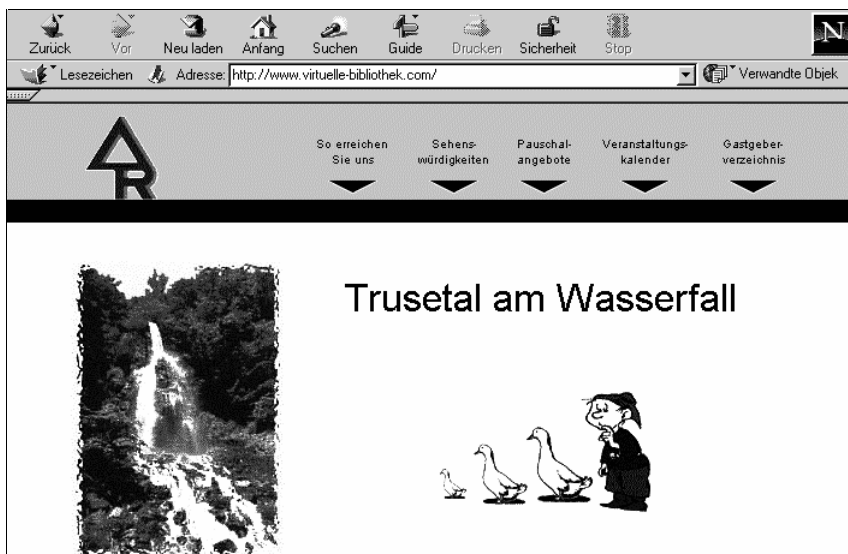 Zurück Vor Neu laden Anfang Suchen Guide Drucken Sicherheit Stop
N
Lesezeichen Adresse: http://www.virtuelle-bibliothek.com/ Verwandte Objek
So erreichen
Sie uns
Sehens-
würdigkeiten
Pauschal-
angebote
Veranstaltungs-
kalender
Gastgeber-
verzeichnis
R
Trusetal am Wasserfall